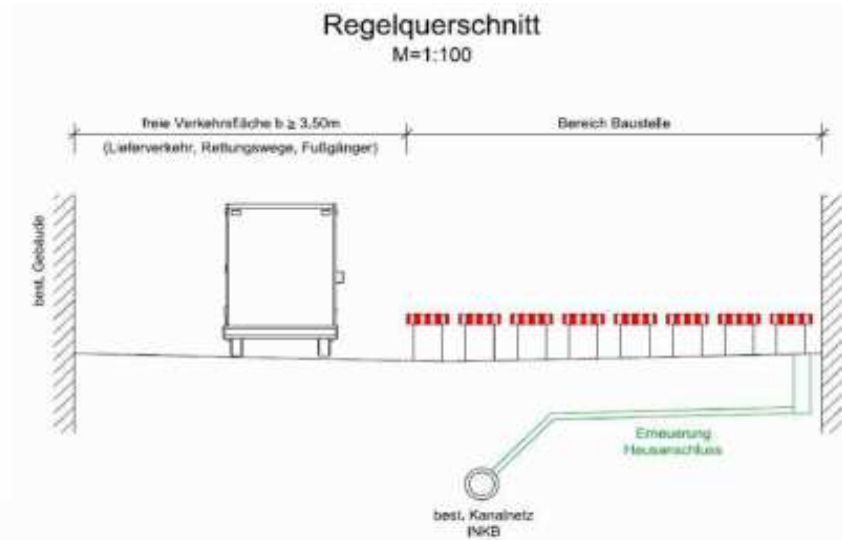 Regelquerschnitt
M=1:100
freie Verkehrsfläche b ≥ 3,50m
Bereich Baustelle
(Lieferverkehr, Rettungswege, Fußgänger)
best. Gebäude
Erneuerung
Hausanschluss
best. Kanalnetz
INKB